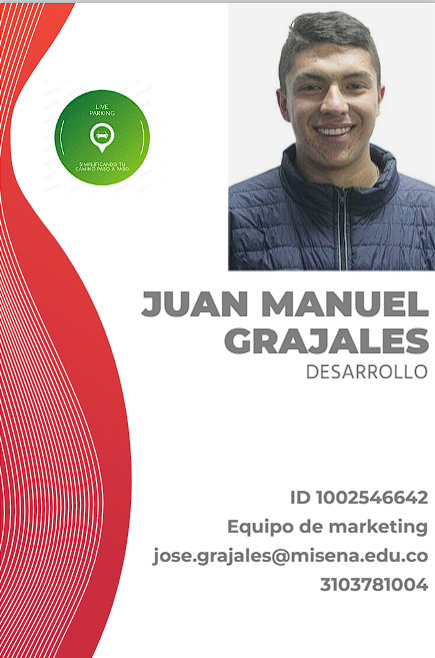 LIVE
PARKING
SIMPLIFICANDO TU
CAMINO PASO A PASO
JUAN MANUEL
GRAJALES
DESARROLLO
ID 1002546642
Equipo de marketing
jose.grajales@misena.edu.co
3103781004